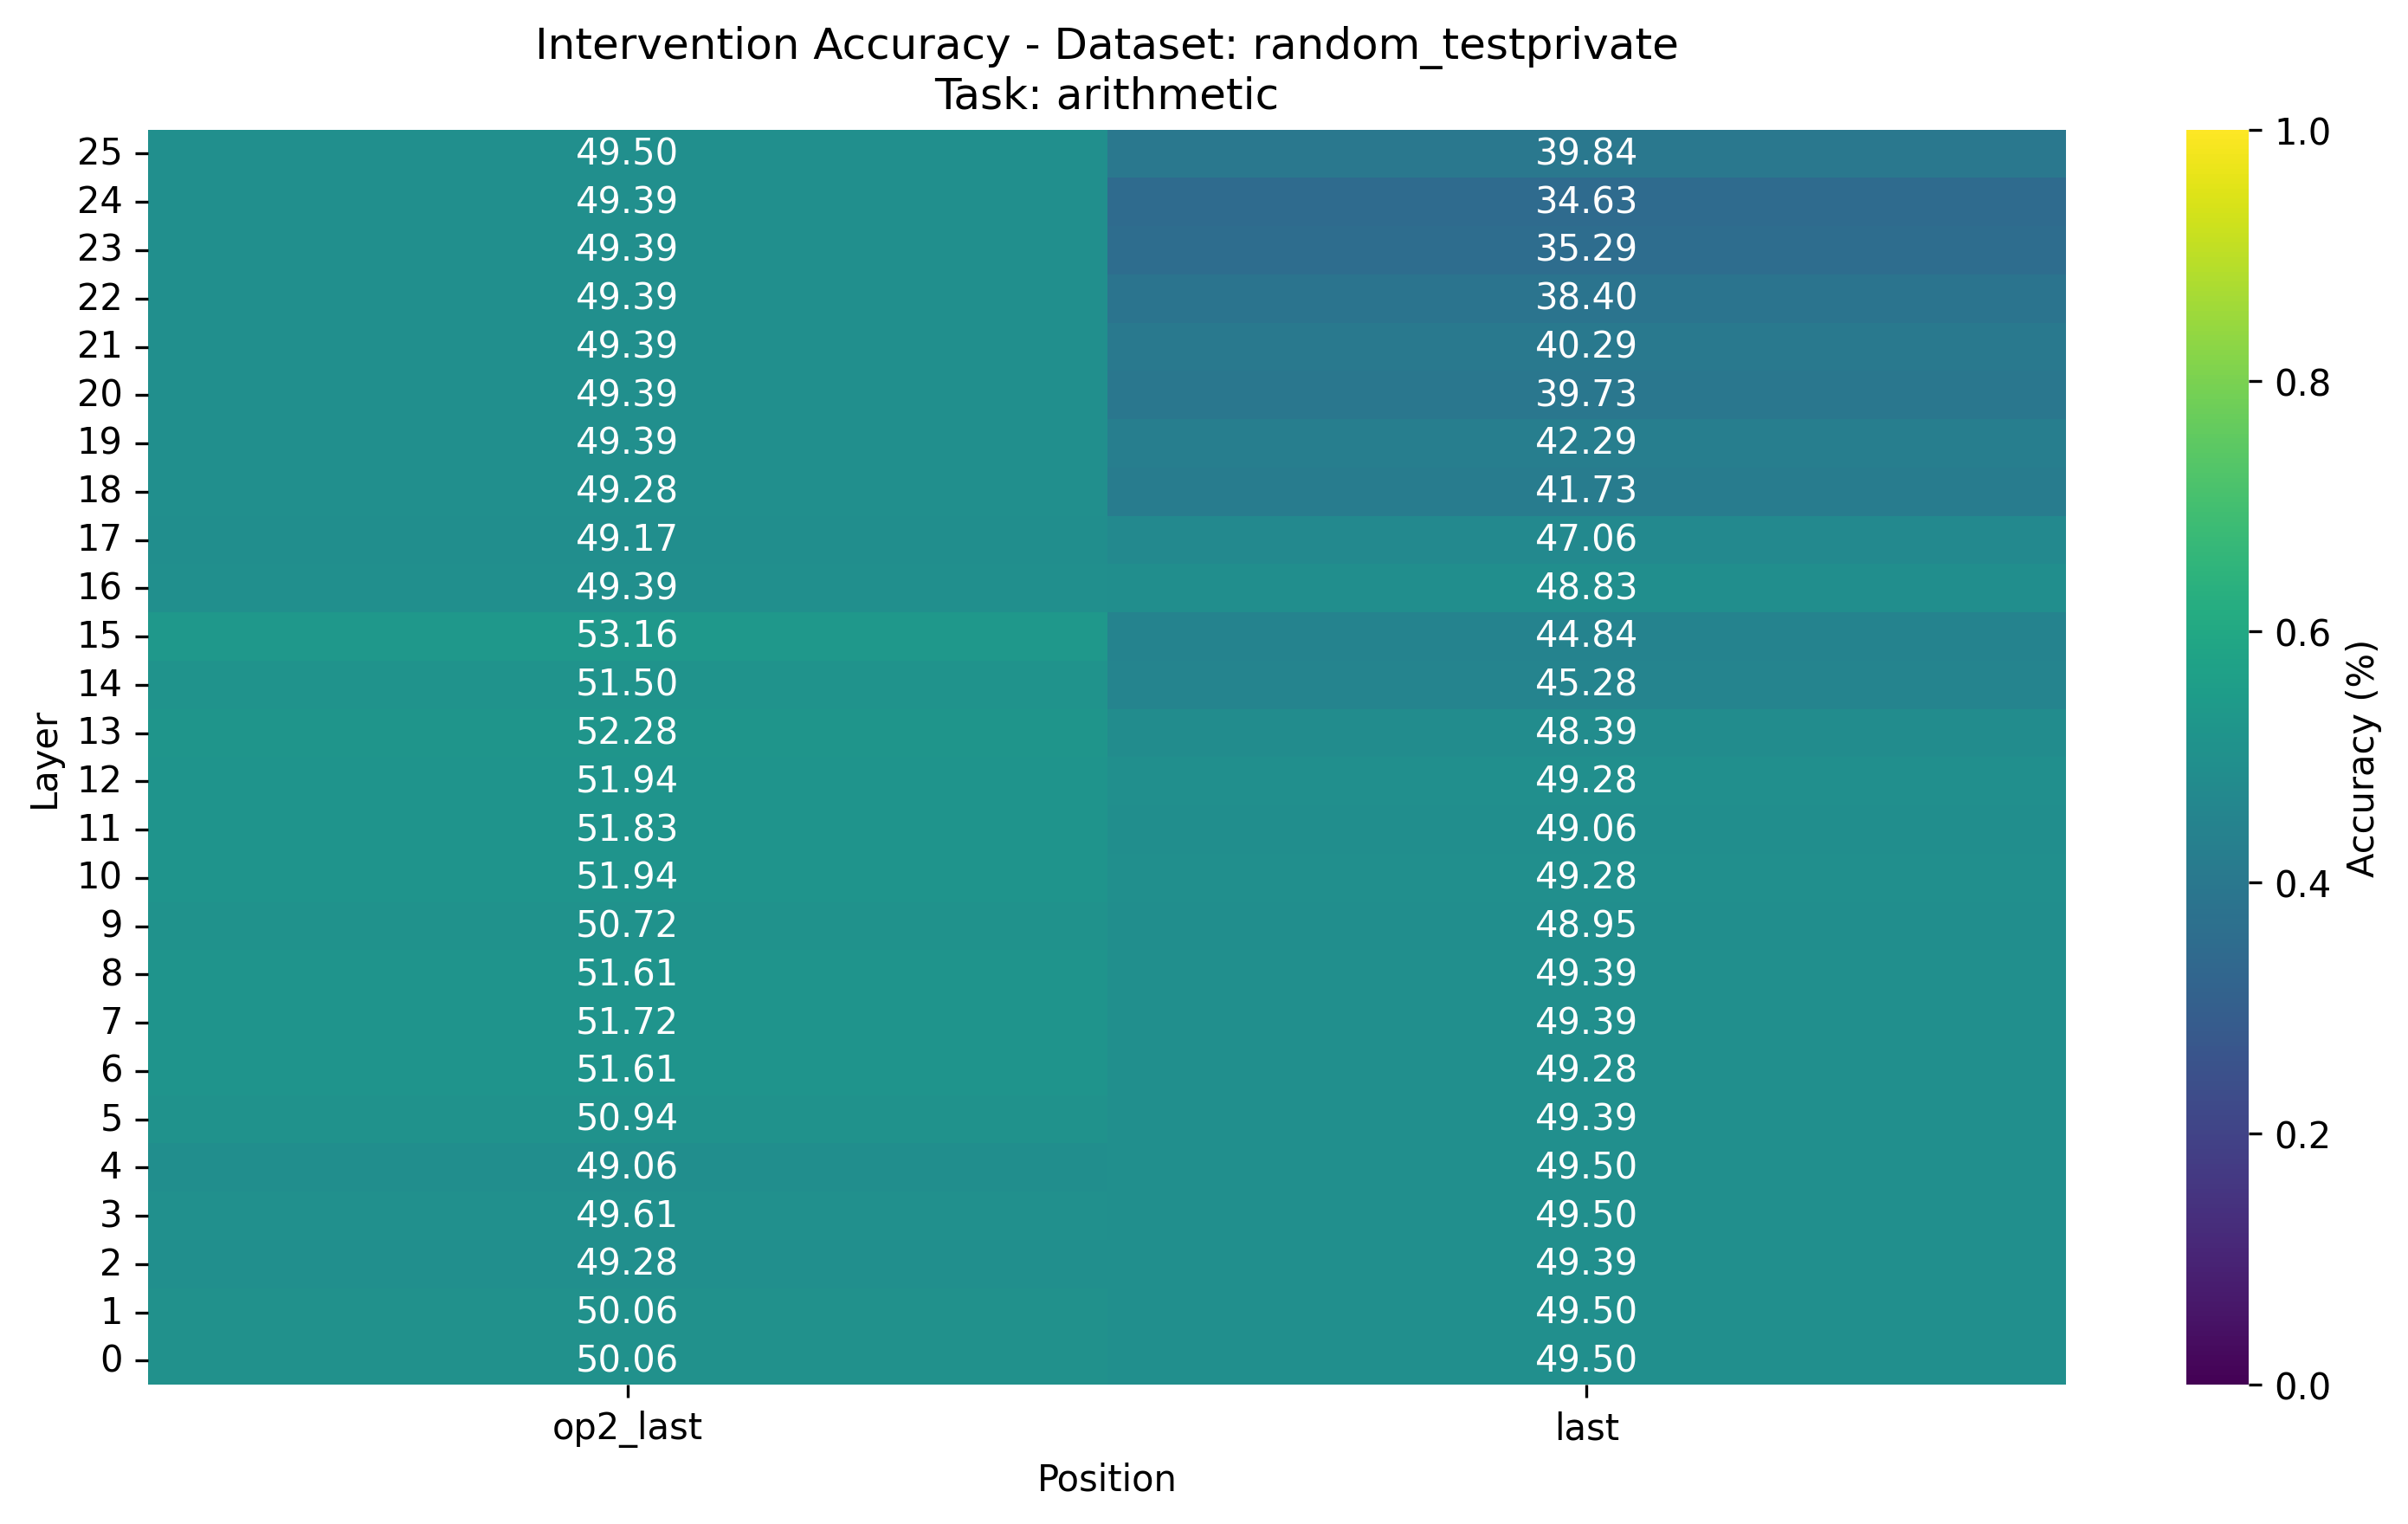 Intervention Accuracy - Dataset: random_testprivate
Task: arithmetic
25 49.50 39.84
24 49.39 34.63
23 49.39 35.29
22 49.39 38.40
21 49.39 40.29
20 49.39 39.73
19 49.39 42.29
18 49.28 41.73
17 49.17 47.06
16 49.39 48.83
15 53.16 44.84
14 51.50 45.28
13 52.28 48.39
12 51.94 49.28
11 51.83 49.06
10 51.94 49.28
9 50.72 48.95
8 51.61 49.39
7 51.72 49.39
6 51.61 49.28
5 50.94 49.39
4 49.06 49.50
3 49.61 49.50
2 49.28 49.39
1 50.06 49.50
0 50.06 49.50
op2_last last
Position
Layer
1.0
0.8
0.6
0.4
0.2
0.0
Accuracy (%)